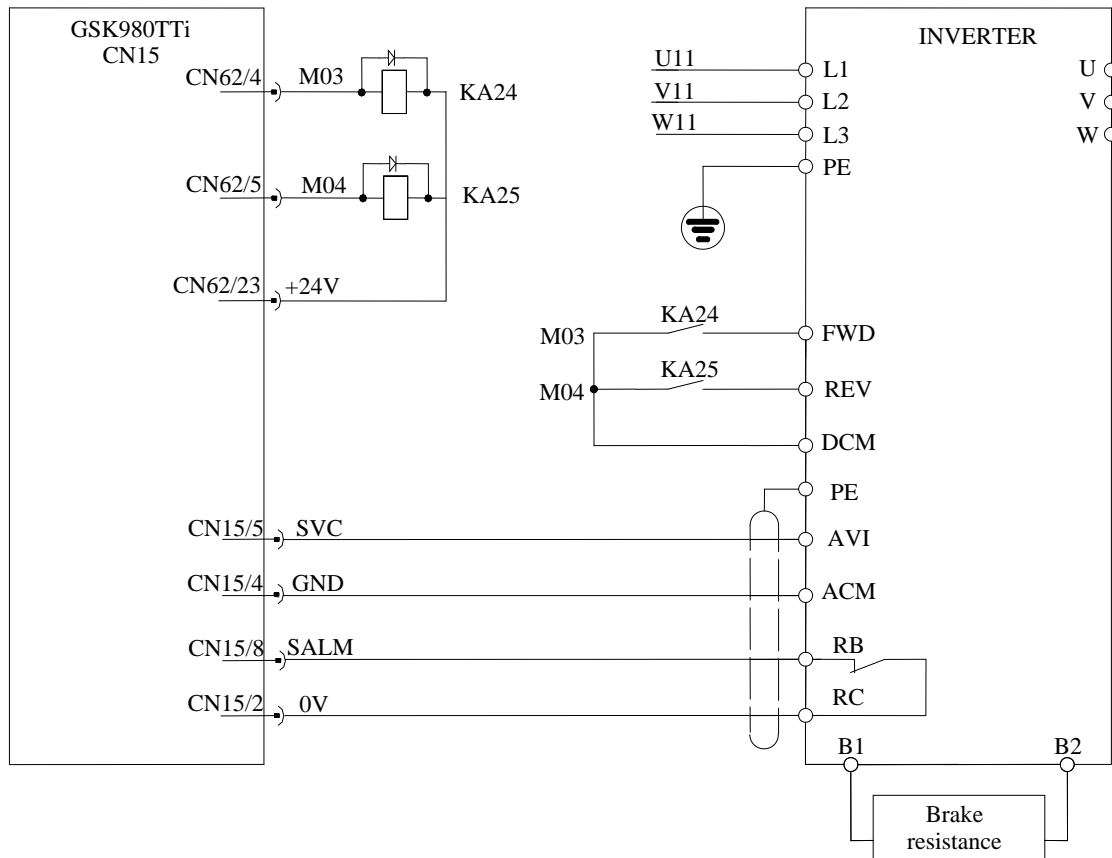 GSK980TTi
CN15
CN62/4
M03
KA24
CN62/5
M04
KA25
CN62/23
+24V
CN15/5
SVC
CN15/4
GND
CN15/8
SALM
CN15/2
0V
INVERTER
U11
L1
V11
L2
W11
L3
PE
U
V
W
M03
KA24
FWD
M04
KA25
REV
DCM
PE
AVI
ACM
RB
RC
B1
B2
Brake
resistance